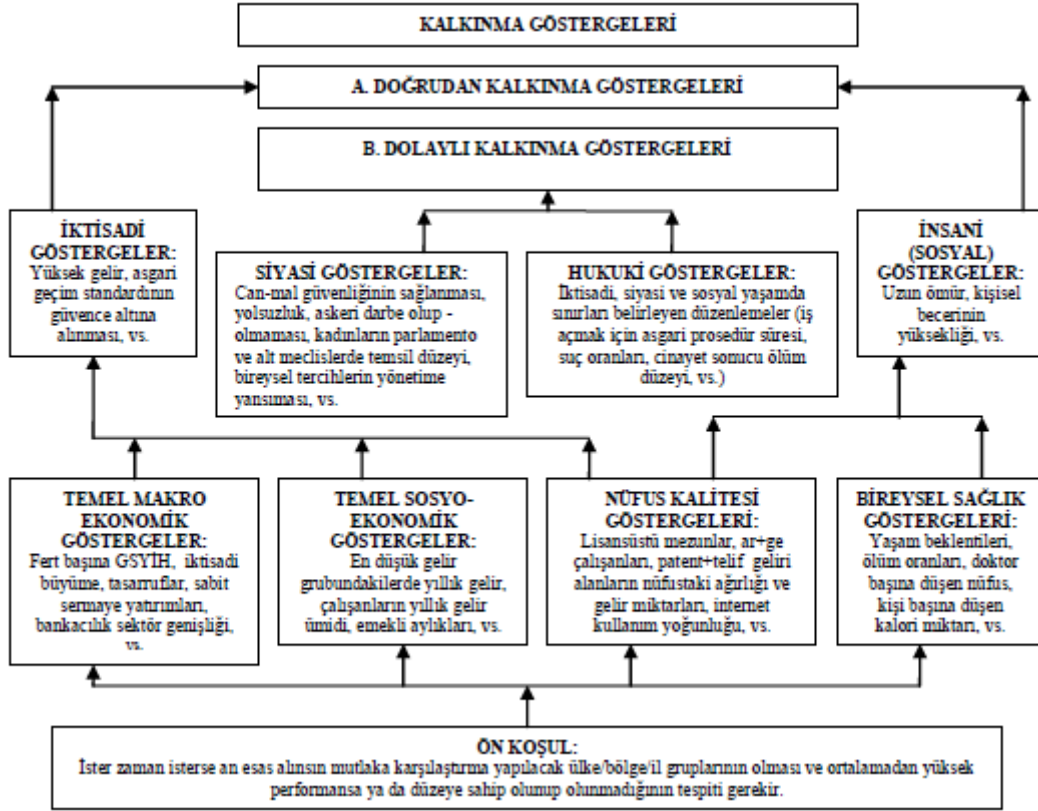 KALKINMA GÖSTERGELERİ
A. DOĞRUDAN KALKINMA GÖSTERGELERİ
B. DOLAYLI KALKINMA GÖSTERGELERİ
İKTİSADİ
GÖSTERGELER:
Yüksek gelir, asgari
geçim standardının
güvence altına
alınması, vs.
SİYASİ GÖSTERGELER:
Can-mal güvenliğinin sağlanması,
yolsuzluk, askeri darbe olup -
olmaması, kadınların parlamento
ve alt meclislerde temsil düzeyi,
bireysel tercihlerin yönetime
yansıması, vs.
HUKUKİ GÖSTERGELER:
İktisadi, siyasi ve sosyal yaşamda
sınırları belirleyen düzenlemeler (iş
açmak için asgari prosedür süresi,
suç oranları, cinayet sonucu ölüm
düzeyi, vs.)
İNSANİ
(SOSYAL)
GÖSTERGELER:
Uzun ömür, kişisel
becerinin
yüksekliği, vs.
TEMEL MAKRO
EKONOMİK
GÖSTERGELER:
Fert başına GSYİH, iktisadi
büyüme, tasarruflar, sabit
sermaye yatırımları,
bankacılık sektör genişliği,
vs.
TEMEL SOSYO-
EKONOMİK
GÖSTERGELER:
En düşük gelir
grubundakilerde yıllık gelir,
çalışanların yıllık gelir
ümidi, emekli aylıkları, vs.
NÜFUS KALİTESİ
GÖSTERGELERİ:
Lisansüstü mezunlar, ar+ge
çalışanları, patent+telif geliri
alanların nüfustaki ağırlığı ve
gelir miktarları, internet
kullanım yoğunluğu, vs.
BİREYSEL SAĞLIK
GÖSTERGELERİ:
Yaşam beklentileri,
ölüm oranları, doktor
başına düşen nüfus,
kişi başına düşen
kalori miktarı, vs.
ÖN KOŞUL:
İster zaman isterse an esas alınsın mutlaka karşılaştırma yapılacak ülke/bölge/il gruplarının olması ve ortalamadan yüksek
performansa ya da düzeye sahip olunup olunmadığının tespiti gerekir.